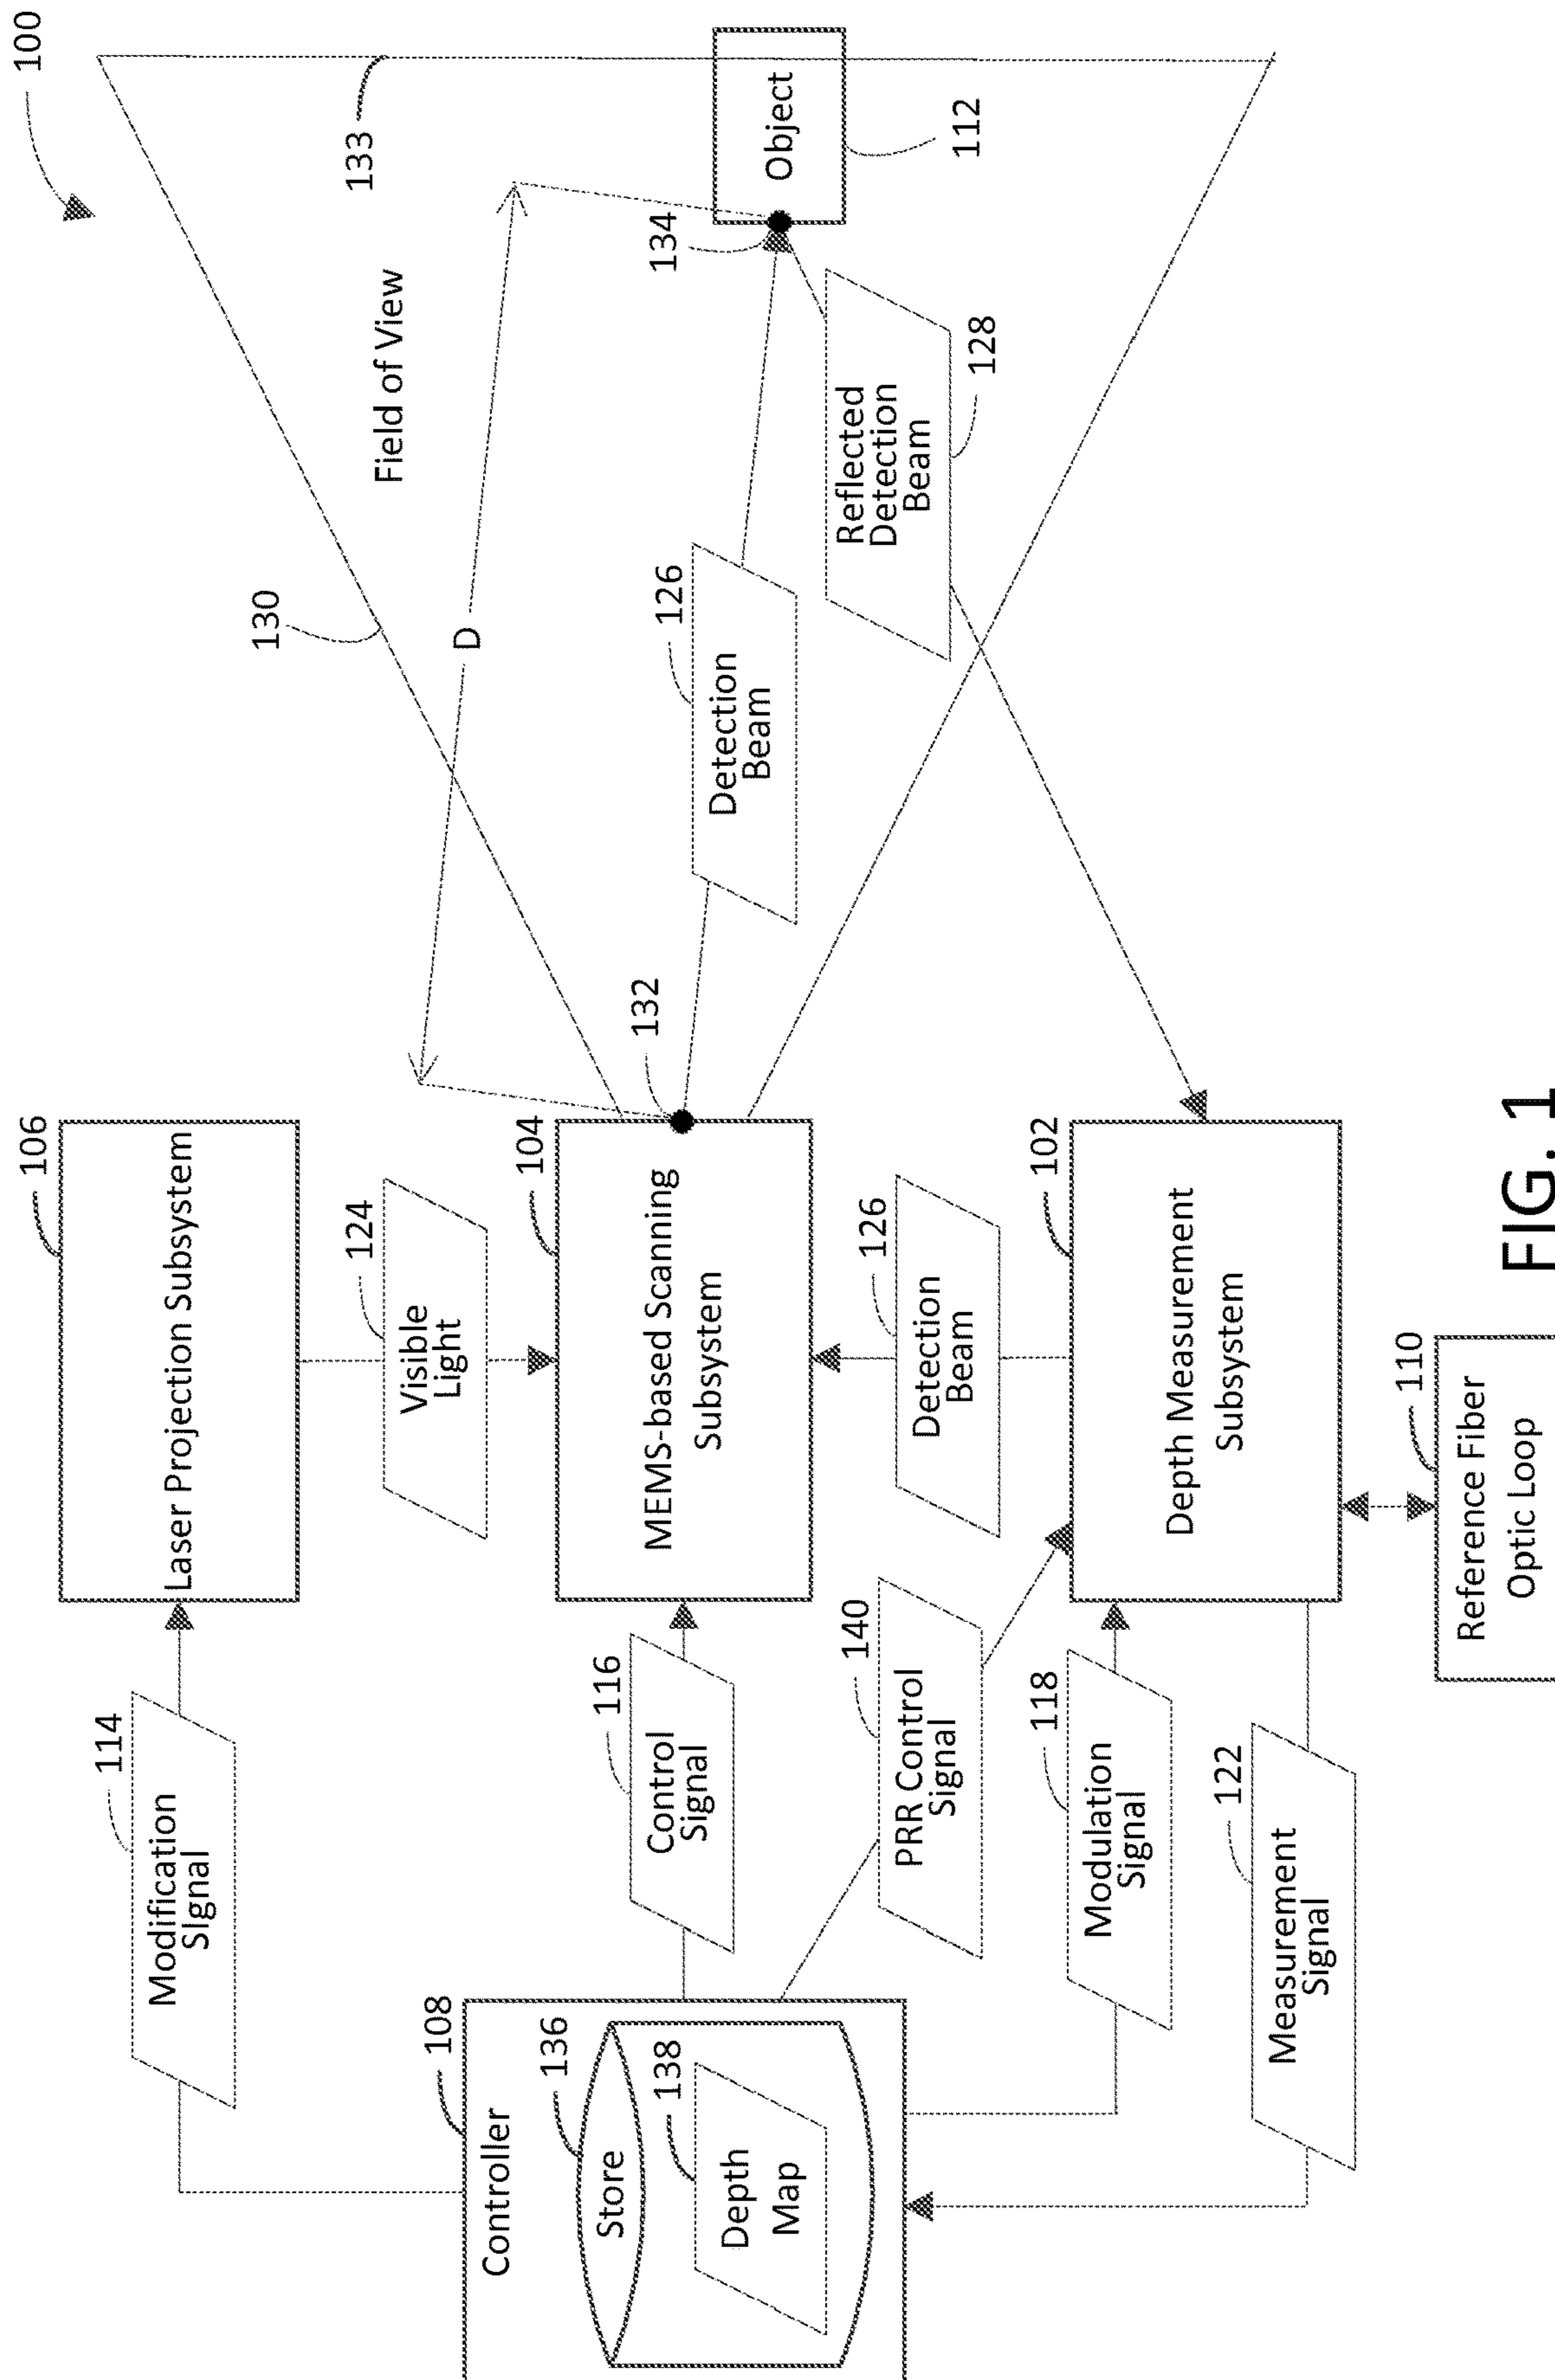 100
106
Laser Projection Subsystem
114
Modification
SIgnal
124
Visible
Light
130
133
Field of View
D
108
Controller
136
Store
138
Depth
Map
116
Control
Signal
104
MEMS-based Scanning
Subsystem
132
126
Detection
Beam
134
Object
112
140
PRR Control
Signal
126
Detection
Beam
Reflected
Detection
Beam
128
118
Modulation
Signal
102
Depth Measurement
Subsystem
122
Measurement
Signal
110
Reference Fiber
Optic Loop
FIG. 1